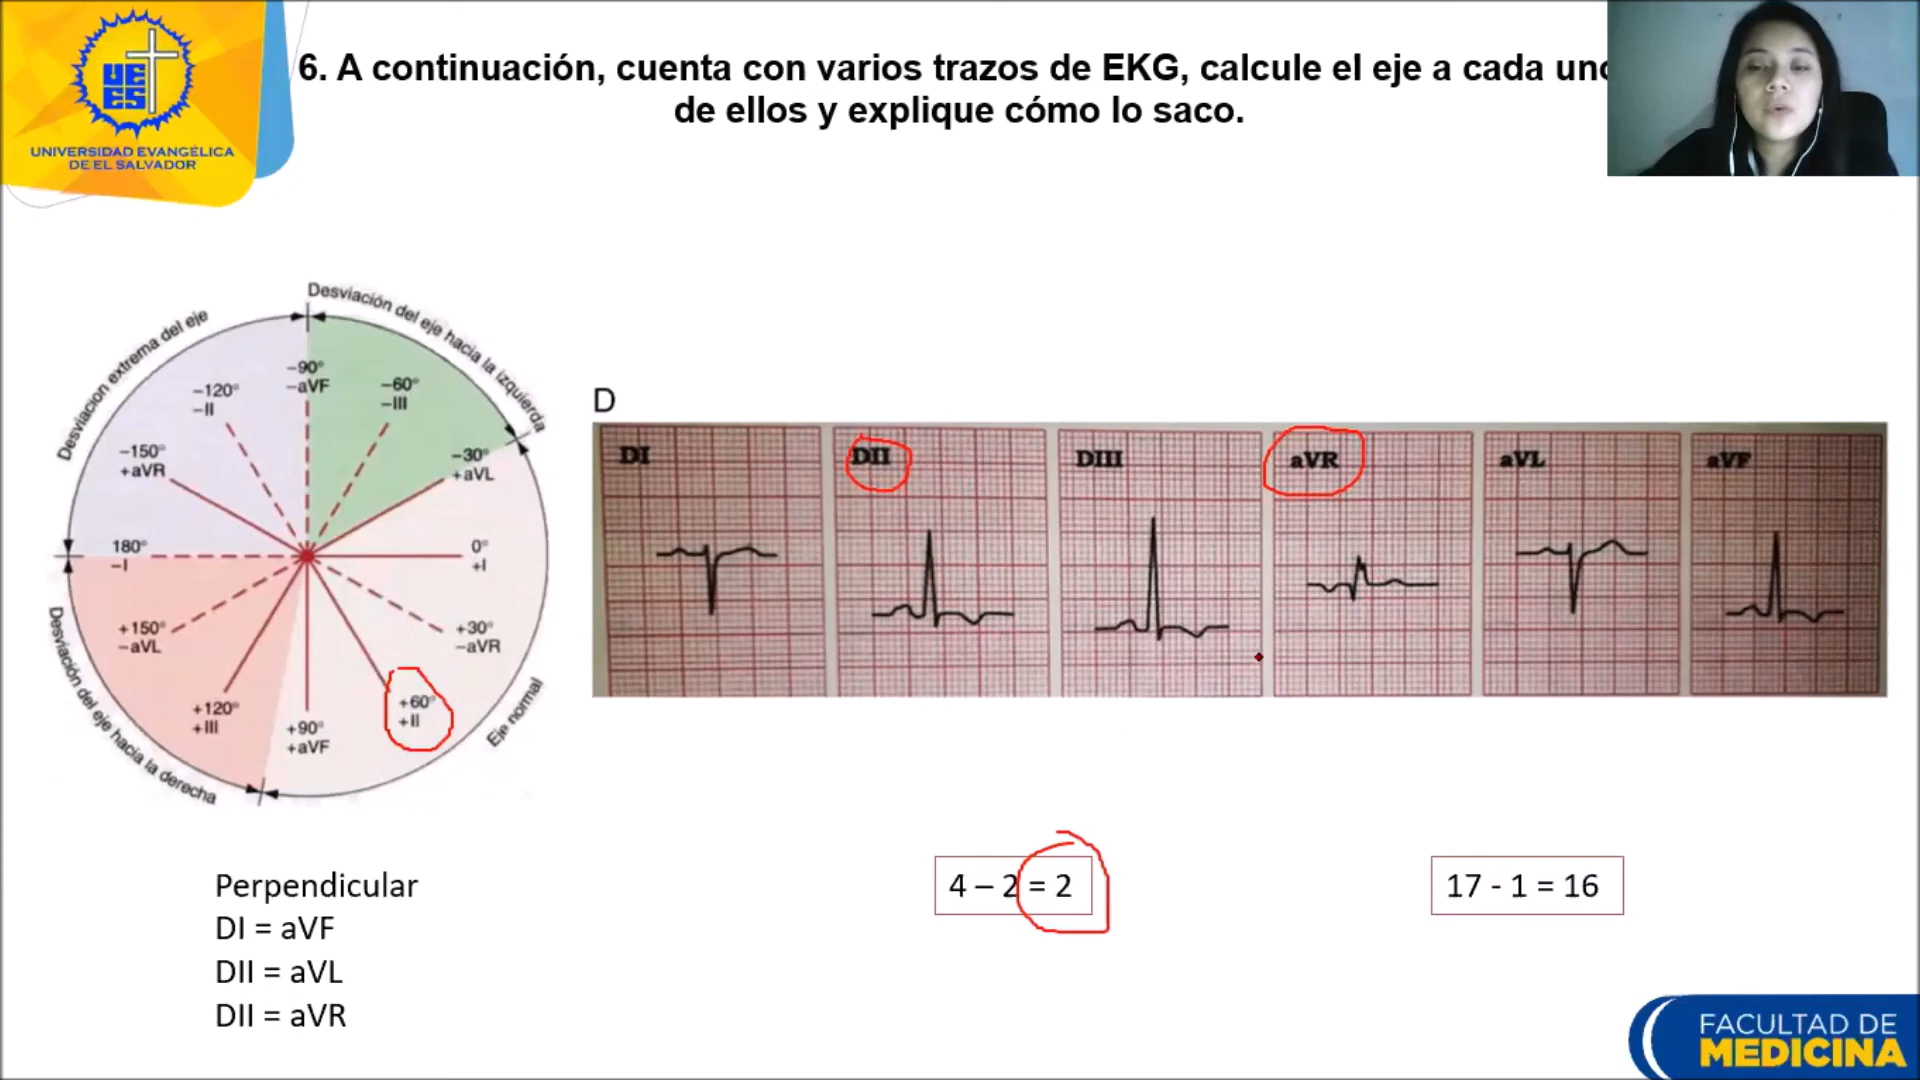 UNIVERSIDAD EVANGÉLICA
DE EL SALVADOR
UE
ES
6. A continuación, cuenta con varios trazos de EKG, calcule el eje a cada uno
de ellos y explique cómo lo saco.
Desviacion extrema del eje
Desviación del eje hacia la izquierda
-90°
-aVF
-120°
-II
-60°
-III
-150°
+aVR
-30°
+aVL
180°
-I
0°
+I
+150°
-aVL
+30°
-aVR
+120°
+III
+90°
+aVF
+60°
+II
Desviación del eje hacia la derecha
Eje normal
D
DI
DII
DIII
aVR
aVL
aVF
Perpendicular
DI = aVF
DII = aVL
DII = aVR
4 – 2 = 2
17 - 1 = 16
FACULTAD DE
MEDICINA